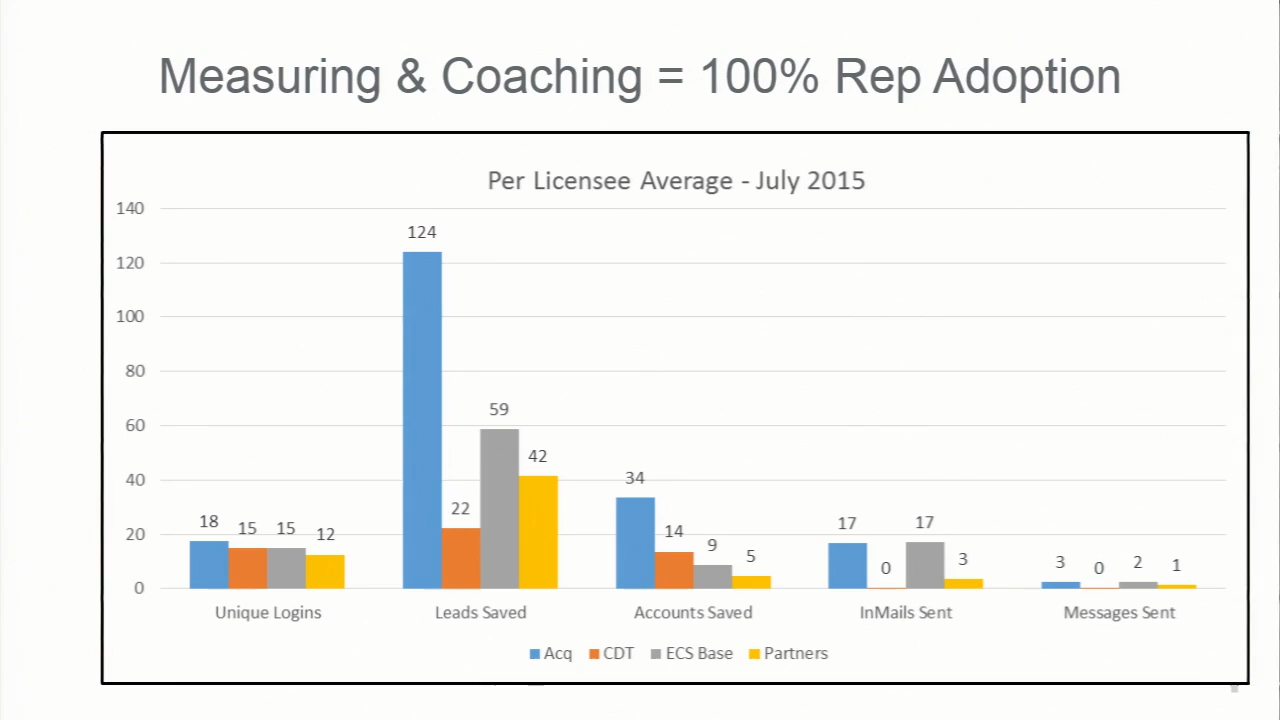 Measuring & Coaching = 100% Rep Adoption
Per Licensee Average - July 2015
140
120
100
80
60
40
20
0
18 15 15 12
124 22 59 42
34 14 9 5
17 0 17 3
3 0 2 1
Unique Logins Leads Saved Accounts Saved InMails Sent Messages Sent
Acq CDT ECS Base Partners